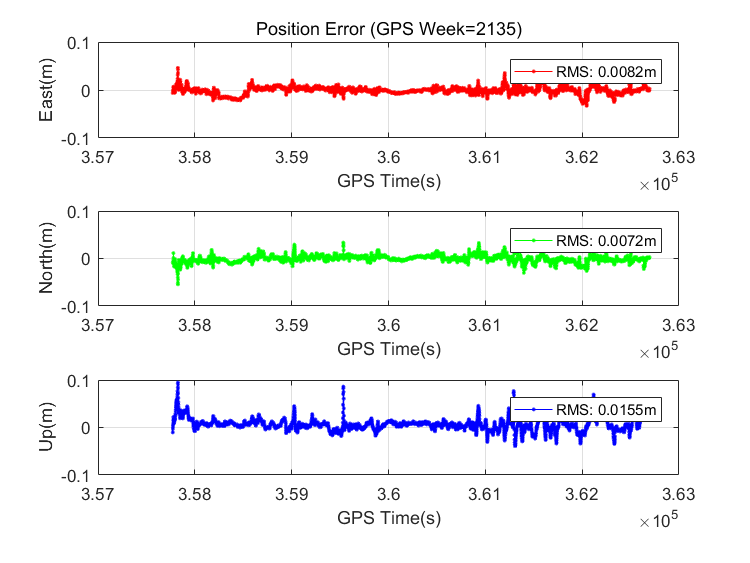 Position Error (GPS Week=2135)
0.1
0
-0.1
East(m)
RMS: 0.0082m
3.57 3.58 3.59 3.6 3.61 3.62 3.63
GPS Time(s)
×10^5
0.1
0
-0.1
North(m)
RMS: 0.0072m
3.57 3.58 3.59 3.6 3.61 3.62 3.63
GPS Time(s)
×10^5
0.1
0
-0.1
Up(m)
RMS: 0.0155m
3.57 3.58 3.59 3.6 3.61 3.62 3.63
GPS Time(s)
×10^5